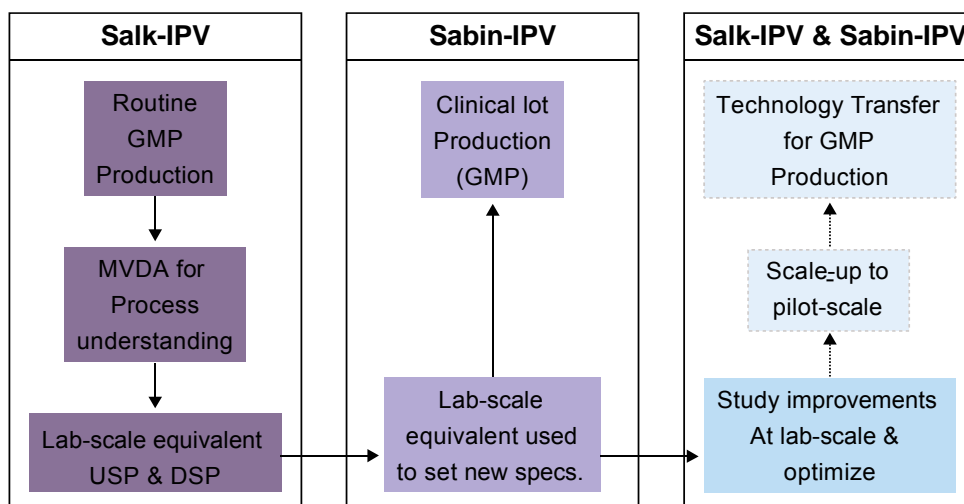 Salk-IPV
Routine
GMP
Production
MVDA for
Process
understanding
Lab-scale equivalent
USP & DSP
Sabin-IPV
Clinical lot
Production
(GMP)
Lab-scale
equivalent used
to set new specs.
Salk-IPV & Sabin-IPV
Technology Transfer
for GMP
Production
Scale-up to
pilot-scale
Study improvements
At lab-scale &
optimize